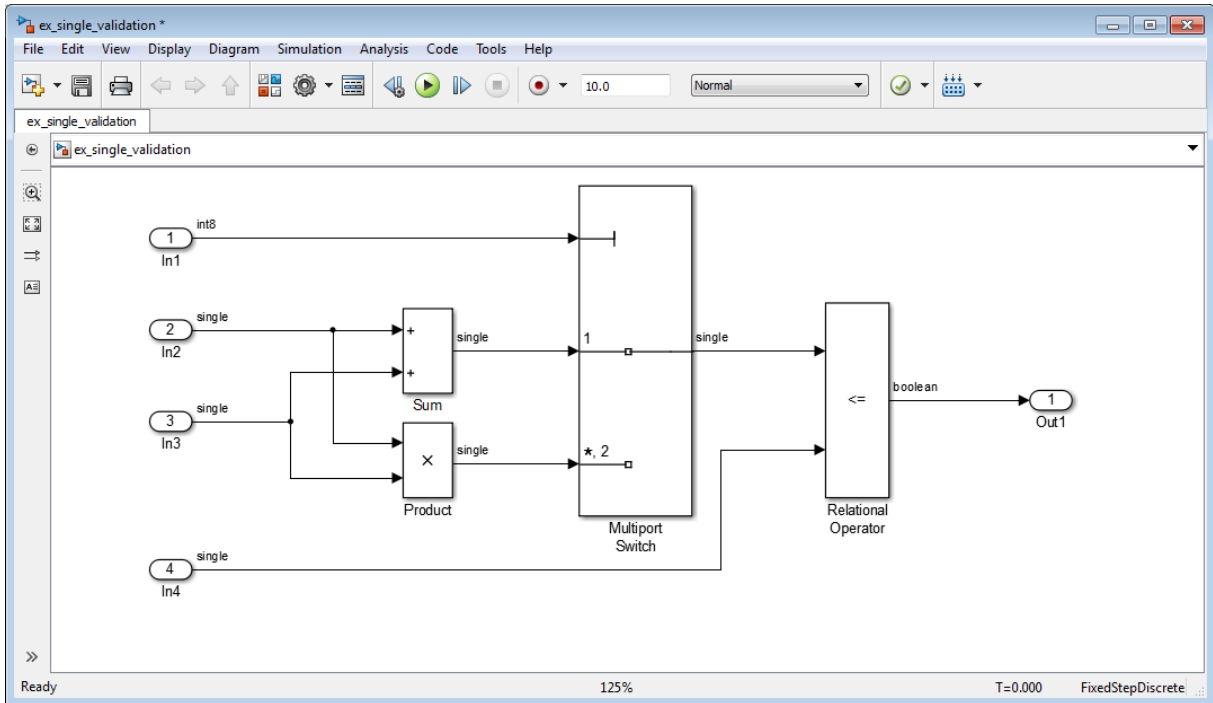 ex_single_validation *
File Edit View Display Diagram Simulation Analysis Code Tools Help
10.0 Normal
ex_single_validation
ex_single_validation
int8
1
In1
single
2
In2
+
single
1
single
+
Sum
boolean
<=
1
Out1
single
3
In3
×
single
*, 2
Product
Relational
Operator
Multiport
Switch
single
4
In4
Ready 125% T=0.000 FixedStepDiscrete